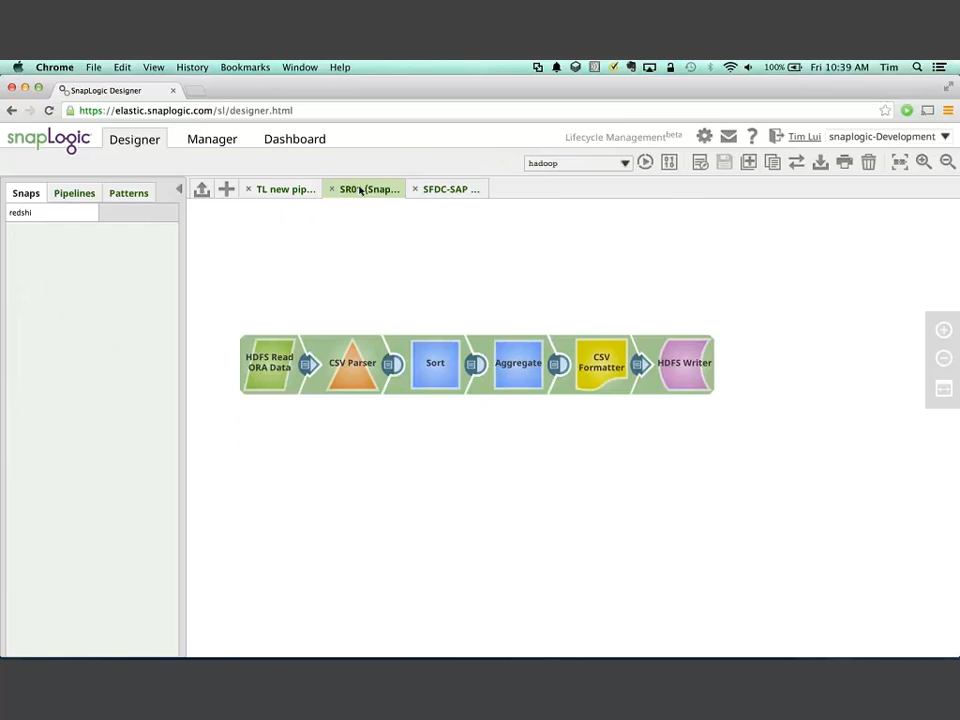 Chrome File Edit View History Bookmarks Window Help 100% Fri 10:39 AM Tim
SnapLogic Designer
https://elastic.snaplogic.com/sl/designer.html
snapLogic Designer Manager Dashboard Lifecycle Management beta Tim Lui snaplogic-Development
hadoop
Snaps Pipelines Patterns TL new pip... (Snap... SFDC-SAP ...
redshi
HDFS Read ORA Data
CSV Parser
Sort
Aggregate
CSV Formatter
HDFS Writer